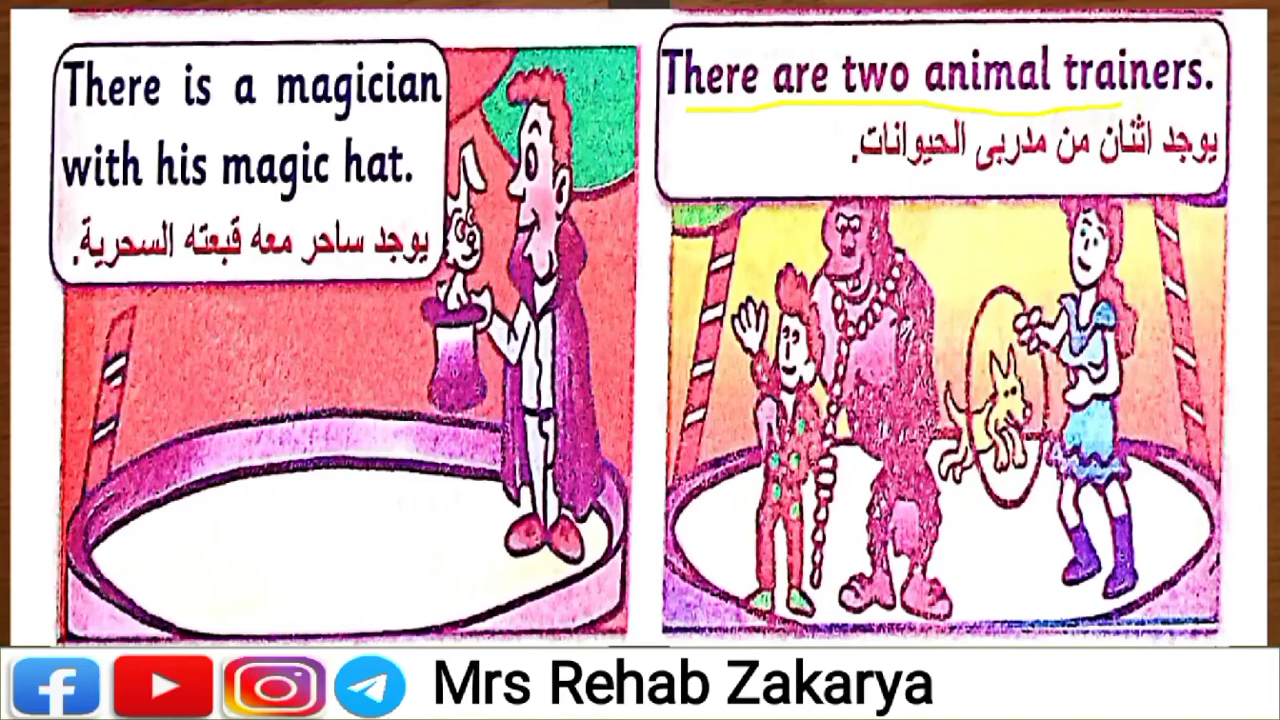 There is a magician
with his magic hat.
يوجد ساحر معه قبعته السحرية.
There are two animal trainers.
يوجد اثنان من مدربى الحيوانات.
Mrs Rehab Zakarya